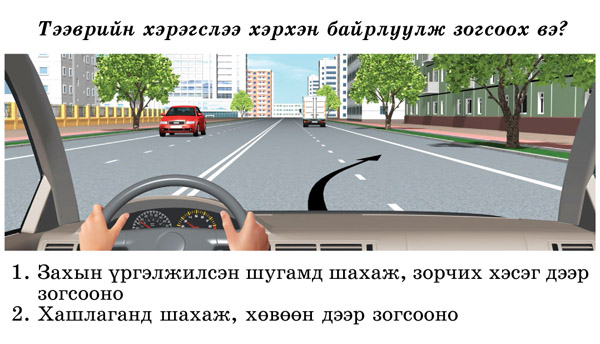 Тээврийн хэрэгслээ хэрхэн байрлуулж зогсоох вэ?
1. Захын үргэлжилсэн шугамд шахаж, зорчих хэсэг дээр
зогсооно
2. Хашлаганд шахаж, хөвөөн дээр зогсооно